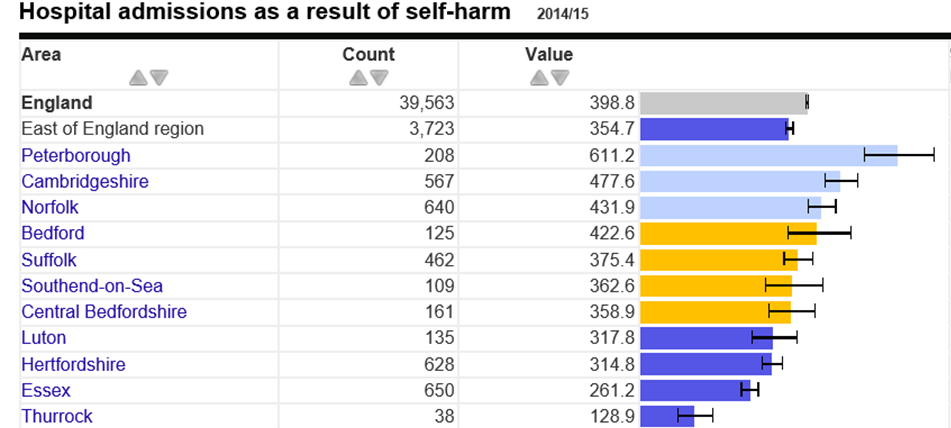 Hospital admissions as a result of self-harm 2014/15
Area Count Value
England 39,563 398.8
East of England region 3,723 354.7
Peterborough 208 611.2
Cambridgeshire 567 477.6
Norfolk 640 431.9
Bedford 125 422.6
Suffolk 462 375.4
Southend-on-Sea 109 362.6
Central Bedfordshire 161 358.9
Luton 135 317.8
Hertfordshire 628 314.8
Essex 650 261.2
Thurrock 38 128.9